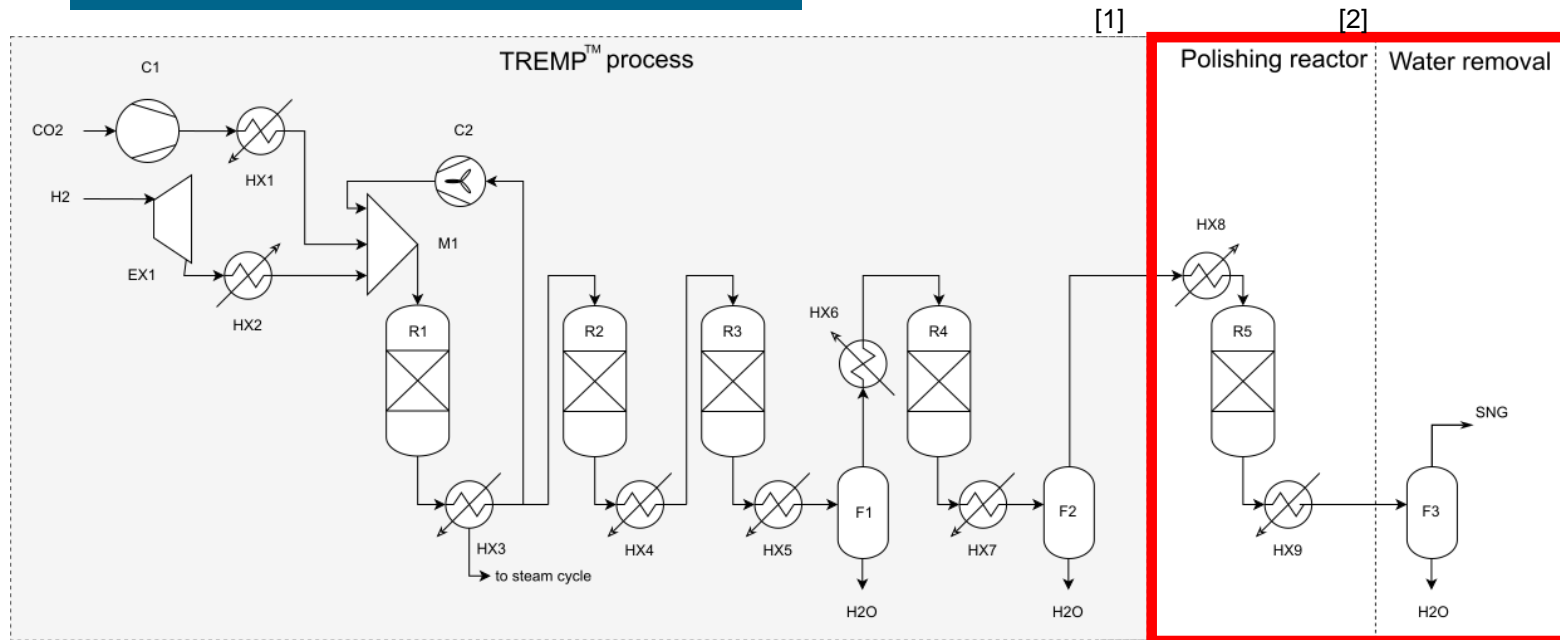 [1]
[2]
TREMP™ process
Polishing reactor
Water removal
C1
CO2
HX1
C2
H2
M1
EX1
HX2
HX8
HX6
R1
R2
R3
R4
R5
SNG
F1
F2
F3
HX3
HX4
HX5
HX7
HX9
to steam cycle
H2O
H2O
H2O